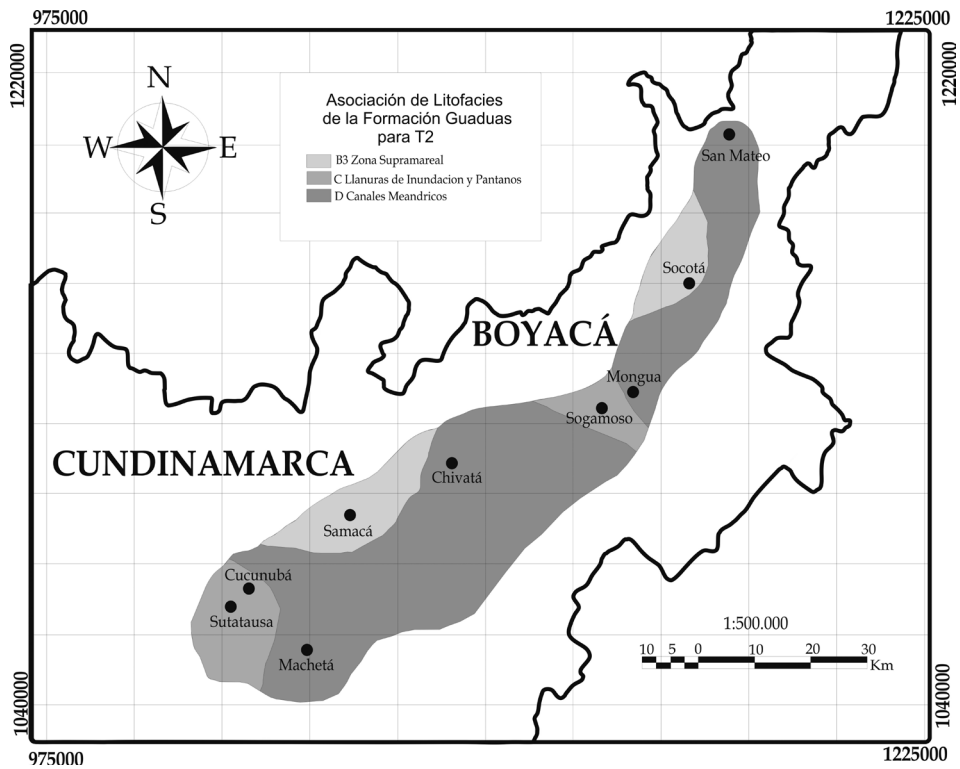 975000
1225000
1220000
1220000
N
W
E
S
Asociación de Litofacies
de la Formación Guaduas
para T2
B3 Zona Supramareal
C Llanuras de Inundacion y Pantanos
D Canales Meandricos
San Mateo
Socotá
BOYACÁ
Mongua
Sogamoso
CUNDINAMARCA
Chivatá
Samacá
Cucunubá
Sutatausa
Machetá
1:500.000
10 5 0 10 20 30
Km
1040000
1040000
975000
1225000